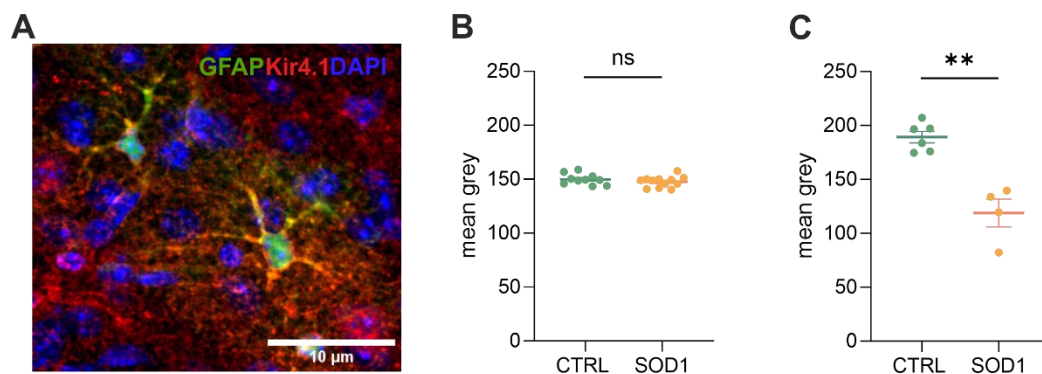 A
GFAPKir4.1DAPI
10 µm
B
ns
250
200
150
100
50
0
mean grey
CTRL SOD1
C
**
250
200
150
100
50
0
mean grey
CTRL SOD1